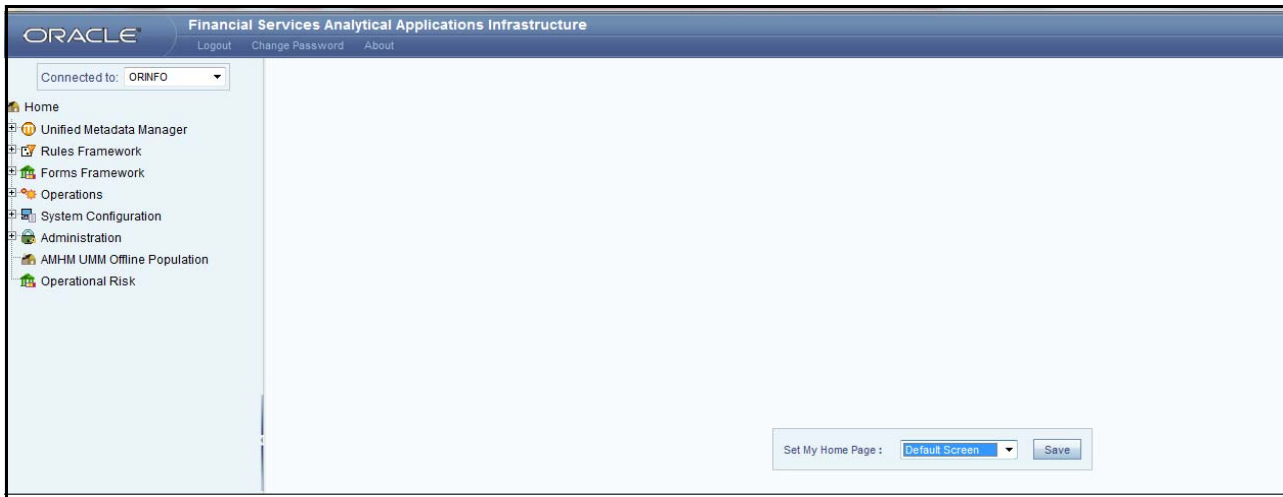 ORACLE
Financial Services Analytical Applications Infrastructure
Logout Change Password About
Connected to: ORINFO
Home
Unified Metadata Manager
Rules Framework
Forms Framework
Operations
System Configuration
Administration
AMHM UMM Offline Population
Operational Risk
Set My Home Page : Default Screen Save